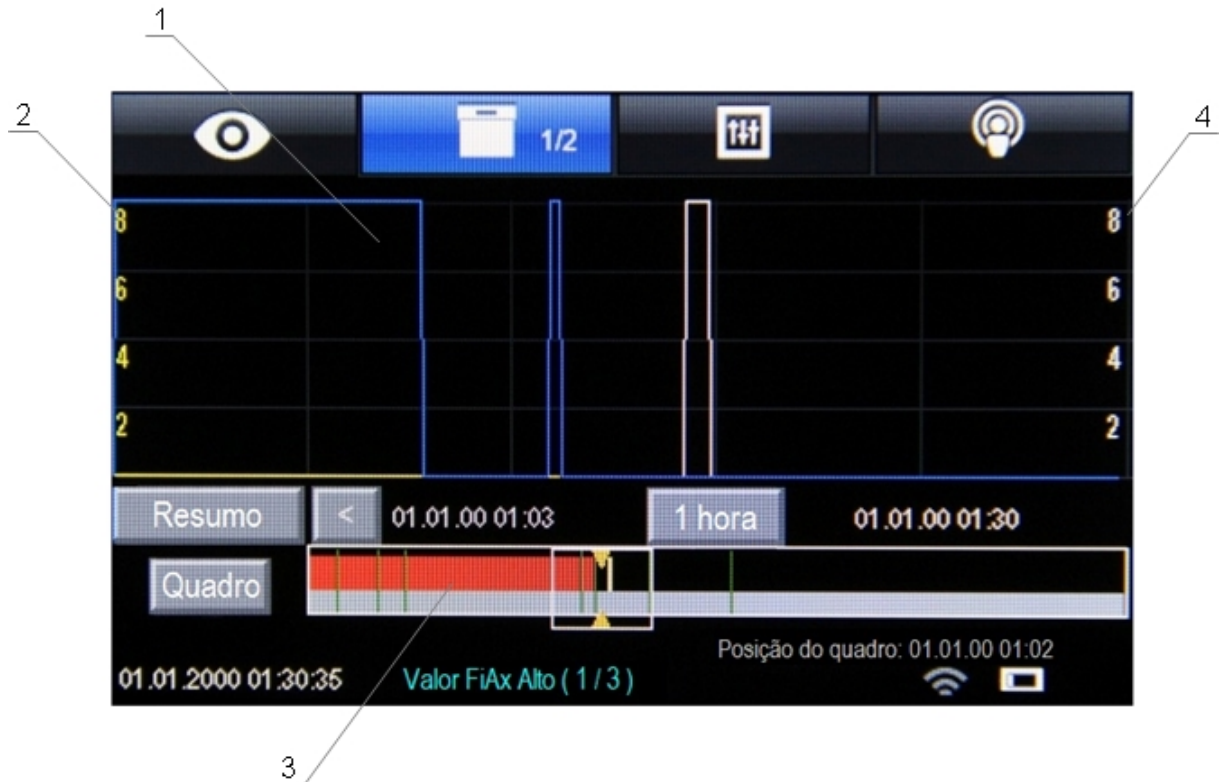 1
2
4
1/2
8 8
6 6
4 4
2 2
Resumo < 01.01.00 01:03 1 hora 01.01.00 01:30
Quadro
Posição do quadro: 01.01.00 01:02
01.01.2000 01:30:35 Valor FiAx Alto ( 1 / 3 )
3